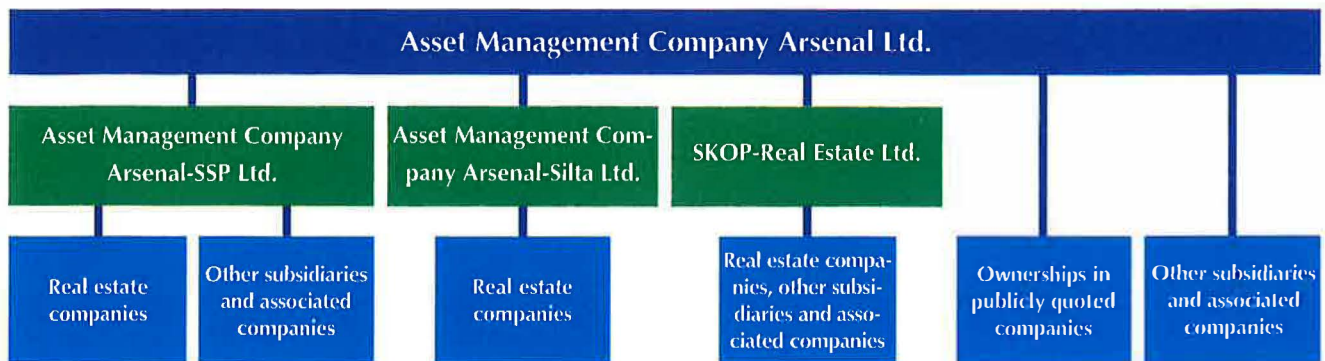 Asset Management Company Arsenal Ltd.
Asset Management Company
Arsenal-SSP Ltd.
Asset Management Com-
pany Arsenal-Silta Ltd.
SKOP-Real Estate Ltd.
Real estate
companies
Other subsidiaries
and associated
companies
Real estate
companies
Real estate compa-
nies, other subsi-
diaries and asso-
ciated companies
Ownerships in
publicly quoted
companies
Other subsidiaries
and associated
companies